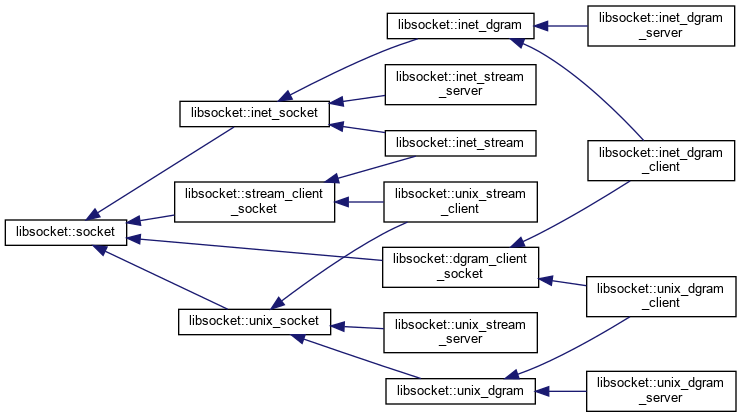 libsocket::inet_dgram
libsocket::inet_dgram
_server
libsocket::inet_stream
_server
libsocket::inet_socket
libsocket::inet_stream
libsocket::inet_dgram
_client
libsocket::stream_client
_socket
libsocket::unix_stream
_client
libsocket::socket
libsocket::dgram_client
_socket
libsocket::unix_dgram
_client
libsocket::unix_socket
libsocket::unix_stream
_server
libsocket::unix_dgram
libsocket::unix_dgram
_server